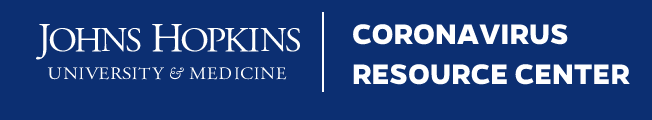 JOHNS HOPKINS
UNIVERSITY & MEDICINE
CORONAVIRUS
RESOURCE CENTER